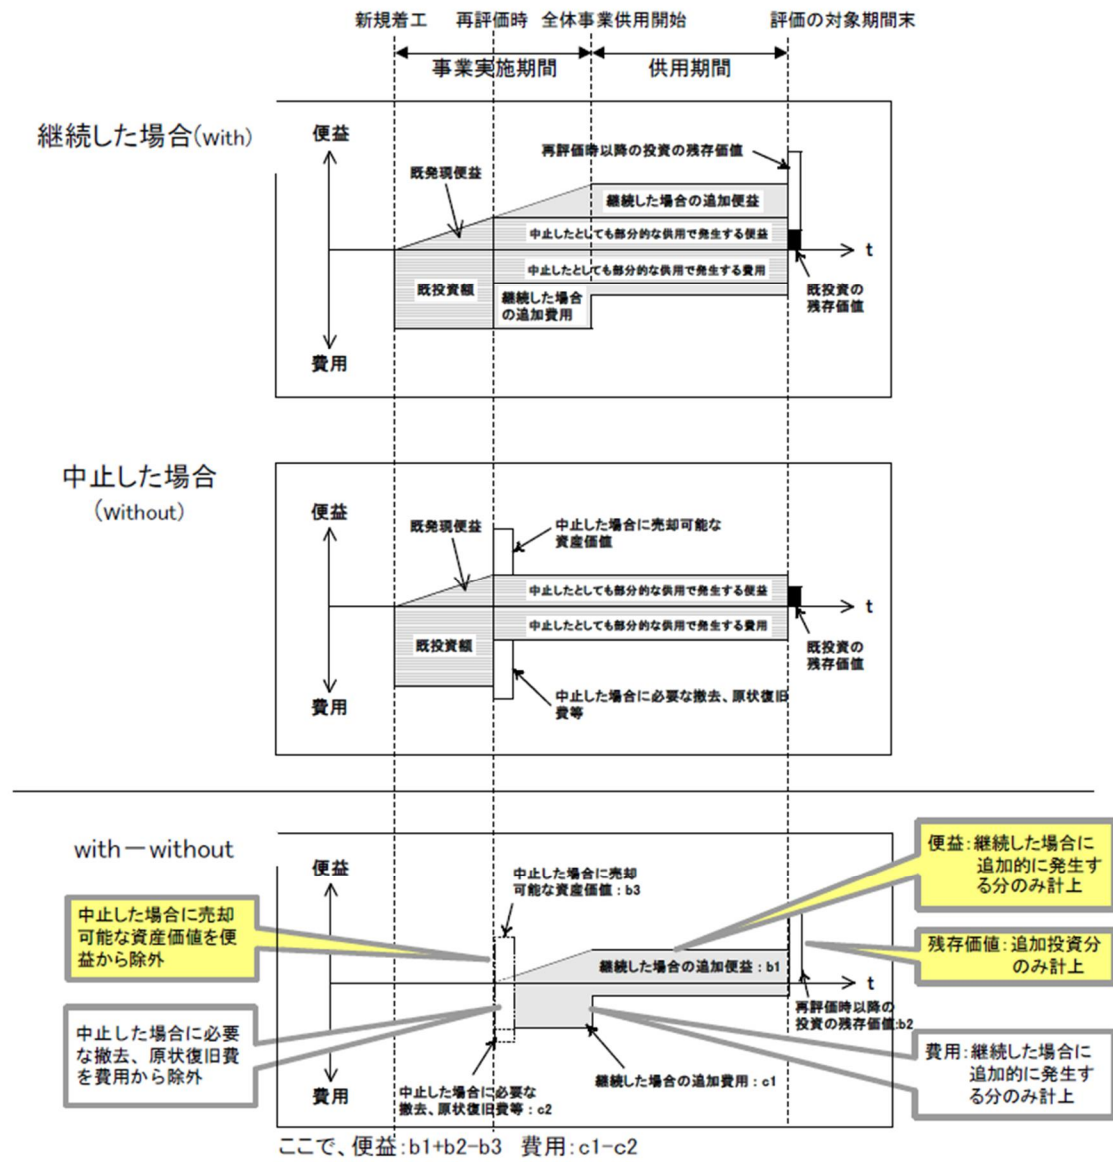 新規着工
再評価時
全体事業供用開始
評価の対象期間末
事業実施期間
供用期間
継続した場合(with)
便益
再評価時以降の投資の残存価値
既発現便益
継続した場合の追加便益
中止したとしても部分的な供用で発生する便益
t
中止したとしても部分的な供用で発生する費用
既投資額
継続した場合
の追加費用
既投資の
残存価値
費用
中止した場合
(without)
便益
既発現便益
中止した場合に売却可能な
資産価値
中止したとしても部分的な供用で発生する便益
t
中止したとしても部分的な供用で発生する費用
既投資額
既投資の
残存価値
中止した場合に必要な撤去、原状復旧
費等
費用
with－without
便益
中止した場合に売却
可能な資産価値：b3
便益：継続した場合に
追加的に発生す
る分のみ計上
中止した場合に売却
可能な資産価値を便
益から除外
残存価値：追加投資分
のみ計上
継続した場合の追加便益：b1
t
再評価時以降の
投資の残存価値:b2
中止した場合に必要
な撤去、原状復旧費
を費用から除外
費用：継続した場合に
追加的に発生す
る分のみ計上
継続した場合の追加費用：c1
費用
中止した場合に必要な
撤去、原状復旧費等：c2
ここで、便益：b1+b2-b3 費用：c1-c2